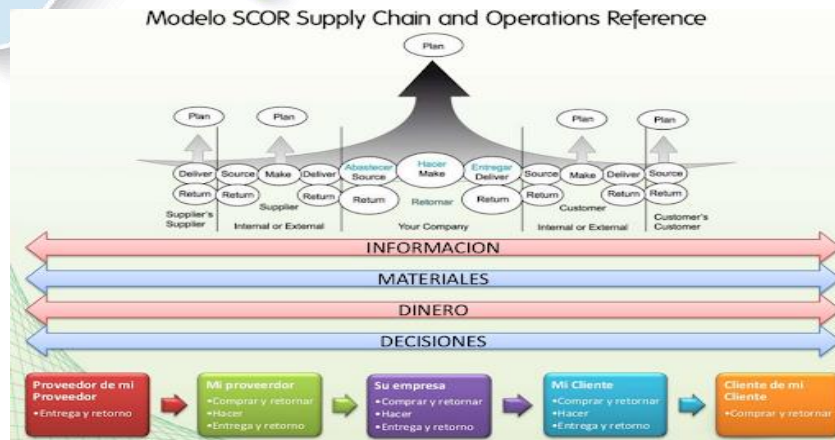 Modelo SCOR Supply Chain and Operations Reference
Plan
Plan Plan Plan Plan
Deliver Source Make Deliver Abastecer Source Hacer Make Entregar Deliver Source Make Deliver Source
Return Return Return Return Retornar Return Return Return Return
Supplier's Supplier
Supplier
Internal or External
Your Company
Customer
Internal or External
Customer's Customer
INFORMACION
MATERIALES
DINERO
DECISIONES
Proveedor de mi
Proveedor
• Entrega y retorno
Mi proveerdor
• Comprar y retornar
• Hacer
• Entrega y retorno
Su empresa
• Comprar y retornar
• Hacer
• Entrega y retorno
Mi Cliente
• Comprar y retornar
• Hacer
• Entrega y retorno
Cliente de mi
Cliente
• Comprar y retornar